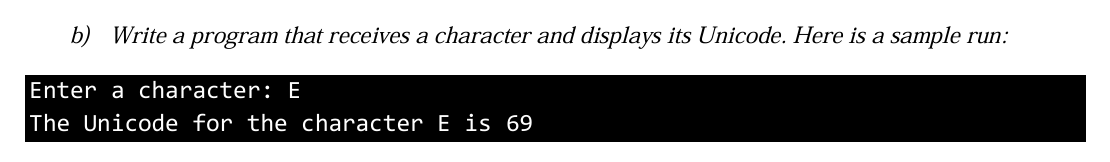 b) Write a program that receives a character and displays its Unicode. Here is a sample run:
Enter a character: E
The Unicode for the character E is 69